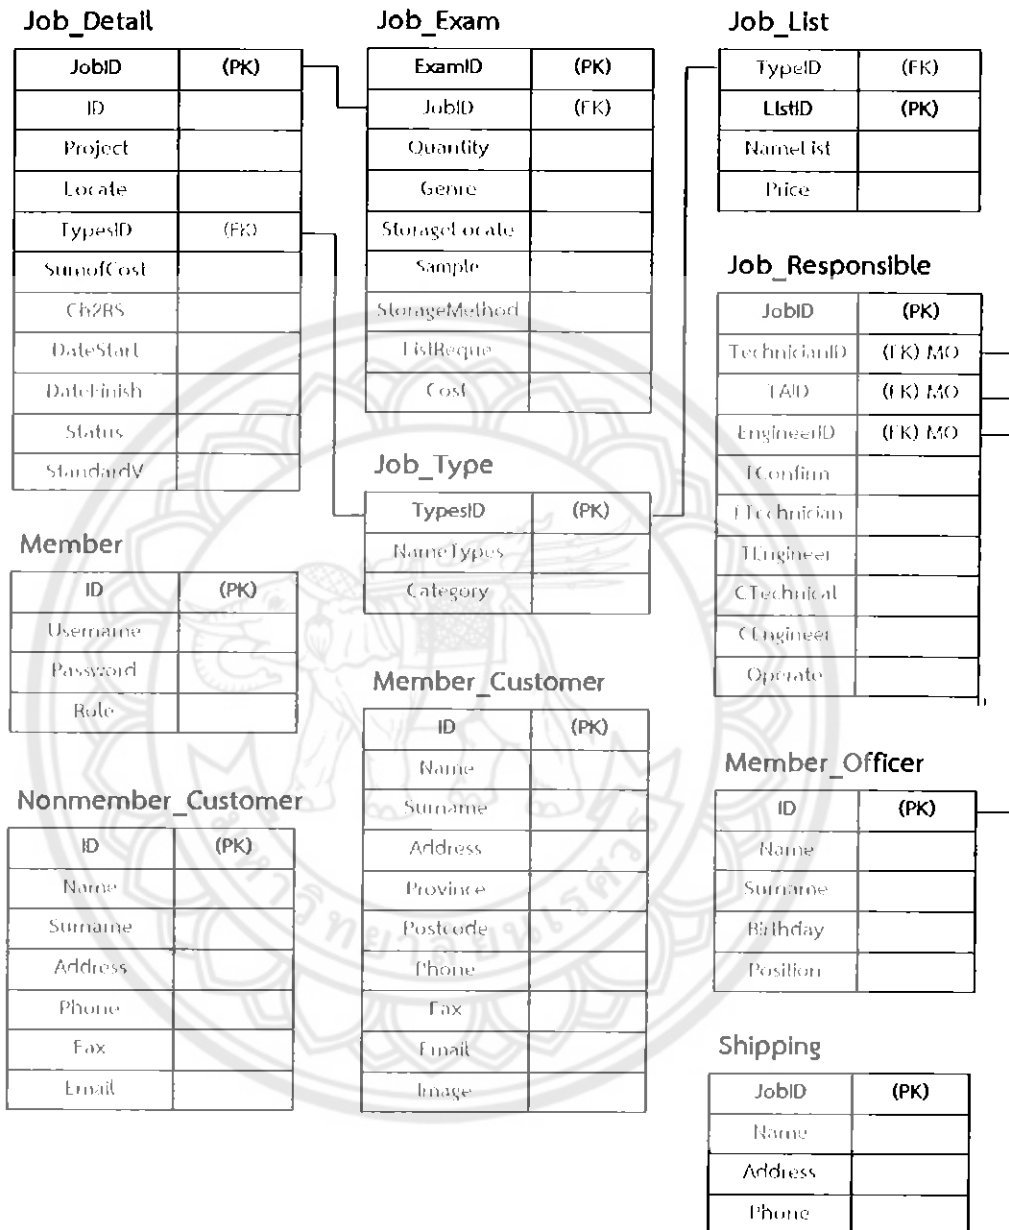 Job_Detail
JobID (PK)
ID
Project
Locate
TypesID (FK)
SumofCost
Ch2RS
DateStart
DateFinish
Status
StandardV
Member
ID (PK)
Username
Password
Role
Nonmember_Customer
ID (PK)
Name
Surname
Address
Phone
Fax
Email
Job_Exam
ExamID (PK)
JobID (FK)
Quantity
Genre
StorageLocate
Sample
StorageMethod
ListReque
Cost
Job_Type
TypesID (PK)
NameTypes
Category
Member_Customer
ID (PK)
Name
Surname
Address
Province
Postcode
Phone
Fax
Email
Image
Job_List
TypeID (FK)
ListID (PK)
NameList
Price
Job_Responsible
JobID (PK)
TechnicianID (FK) MO
TAID (FK) MO
EngineerID (FK) MO
TConfirm
TTechnician
TEngineer
CTechnical
CEngineer
Operate
Member_Officer
ID (PK)
Name
Surname
Birthday
Position
Shipping
JobID (PK)
Name
Address
Phone